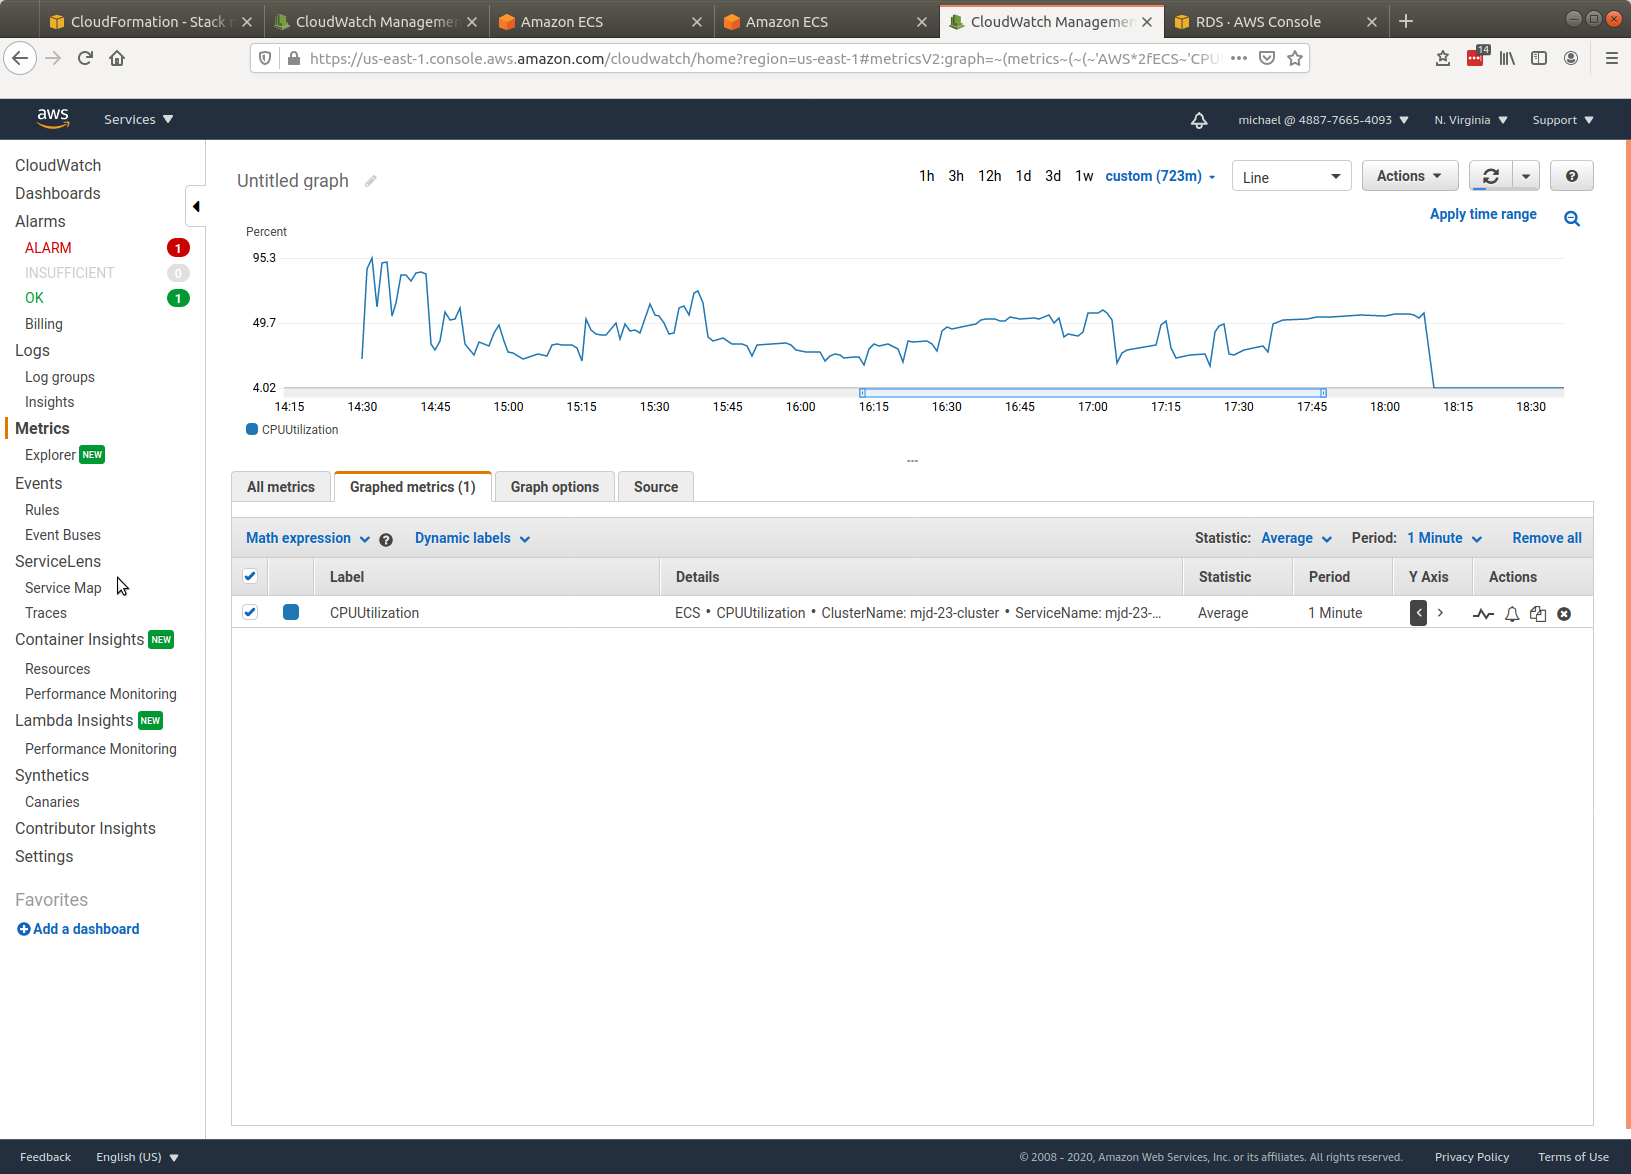 CloudFormation - Stack
CloudWatch Managemen
Amazon ECS
Amazon ECS
CloudWatch Managemen
RDS · AWS Console
https://us-east-1.console.aws.amazon.com/cloudwatch/home?region=us-east-1#metricsV2:graph=~(metrics~(~(~'AWS*2fECS~'CPU
14
aws
Services
michael @ 4887-7665-4093
N. Virginia
Support
CloudWatch
Dashboards
Alarms
ALARM 1
INSUFFICIENT 0
OK 1
Billing
Logs
Log groups
Insights
Metrics
Explorer NEW
Events
Rules
Event Buses
ServiceLens
Service Map
Traces
Container Insights NEW
Resources
Performance Monitoring
Lambda Insights NEW
Performance Monitoring
Synthetics
Canaries
Contributor Insights
Settings
Favorites
Add a dashboard
Untitled graph
1h 3h 12h 1d 3d 1w custom (723m)
Line
Actions
?
Apply time range
Percent
95.3
49.7
4.02
14:15 14:30 14:45 15:00 15:15 15:30 15:45 16:00 16:15 16:30 16:45 17:00 17:15 17:30 17:45 18:00 18:15 18:30
CPUUtilization
All metrics
Graphed metrics (1)
Graph options
Source
Math expression ?
Dynamic labels
Statistic: Average
Period: 1 Minute
Remove all
Label Details Statistic Period Y Axis Actions
CPUUtilization ECS • CPUUtilization • ClusterName: mjd-23-cluster • ServiceName: mjd-23-... Average 1 Minute < >
Feedback
English (US)
© 2008 - 2020, Amazon Web Services, Inc. or its affiliates. All rights reserved.
Privacy Policy
Terms of Use